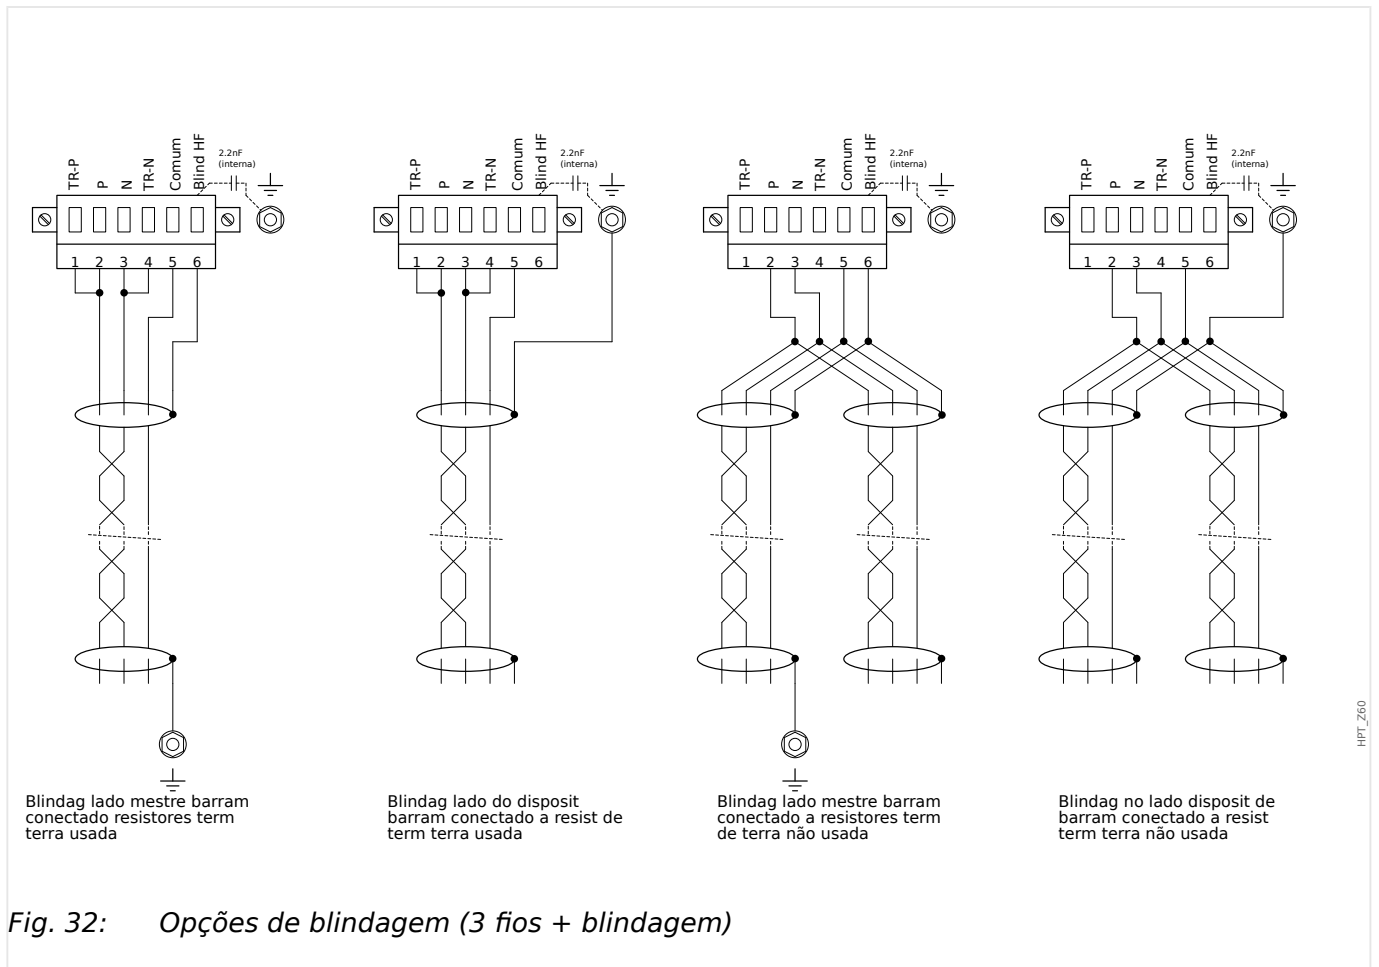 TR-P
P
N
TR-N
Comum
Blind HF
2.2nF
(interna)
1 2 3 4 5 6
TR-P
P
N
TR-N
Comum
Blind HF
2.2nF
(interna)
1 2 3 4 5 6
TR-P
P
N
TR-N
Comum
Blind HF
2.2nF
(interna)
1 2 3 4 5 6
TR-P
P
N
TR-N
Comum
Blind HF
2.2nF
(interna)
1 2 3 4 5 6
HPT_Z60
Blindag lado mestre barram
conectado resistores term
terra usada
Blindag lado do disposit
barram conectado a resist de
term terra usada
Blindag lado mestre barram
conectado a resistores term
de terra não usada
Blindag no lado disposit de
barram conectado a resist
term terra não usada
Fig. 32: Opções de blindagem (3 fios + blindagem)